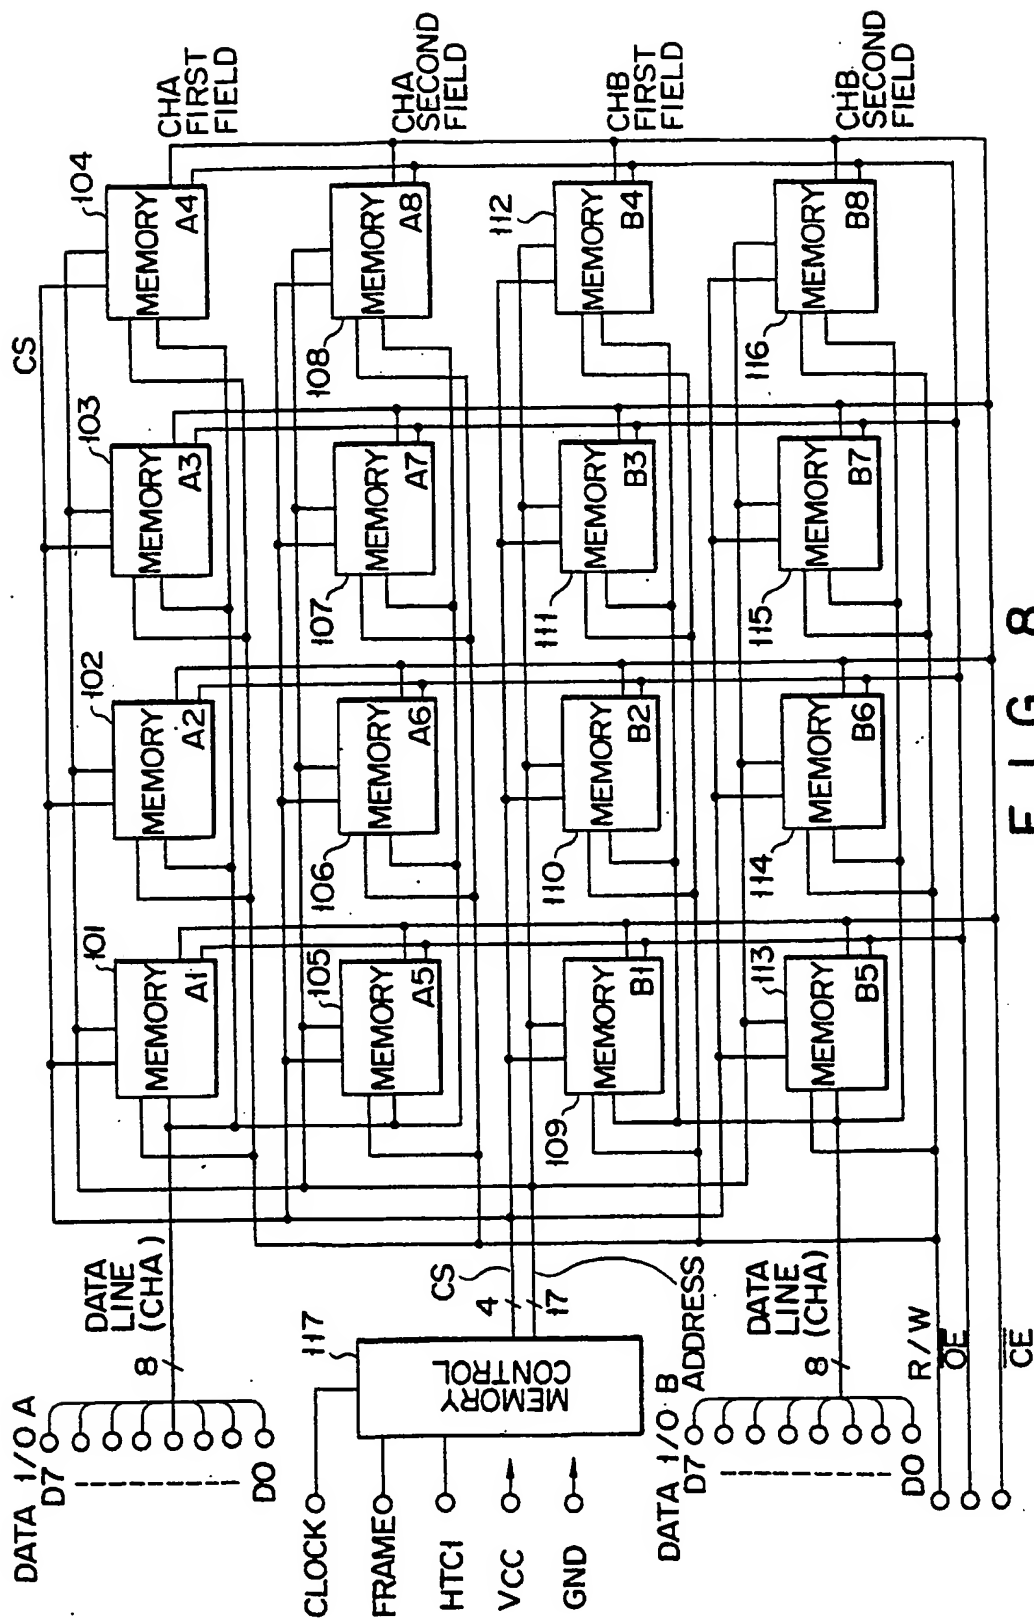 DATA I/O A
D7
D0
8
DATA
LINE
(CHA)
CS
101
MEMORY
A1
102
MEMORY
A2
103
MEMORY
A3
104
MEMORY
A4
CHA
FIRST
FIELD
105
MEMORY
A5
106
MEMORY
A6
107
MEMORY
A7
108
MEMORY
A8
CHA
SECOND
FIELD
CLOCK
FRAME
HTC1
VCC
GND
117
MEMORY
CONTROL
CS
4
17
ADDRESS
109
MEMORY
B1
110
MEMORY
B2
111
MEMORY
B3
112
MEMORY
B4
CHB
FIRST
FIELD
DATA I/O B
D7
D0
8
DATA
LINE
(CHA)
113
MEMORY
B5
114
MEMORY
B6
115
MEMORY
B7
116
MEMORY
B8
CHB
SECOND
FIELD
R/W
OE
CE
FIG 8